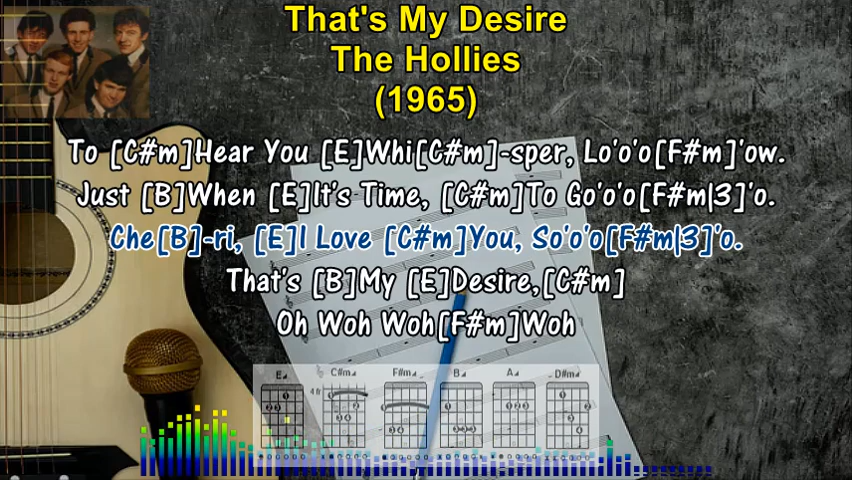 That's My Desire
The Hollies
(1965)
To [C#m]Hear You [E]Whi[C#m]-sper, Lo'o'o[F#m]'ow.
Just [B]When [E]It's Time, [C#m]To Go'o'o[F#m|3]'o.
Che[B]-ri, [E]I Love [C#m]You, So'o'o[F#m|3]'o.
That's [B]My [E]Desire,[C#m]
Oh Woh Woh[F#m]Woh
E C#m F#m B A D#m
4fr